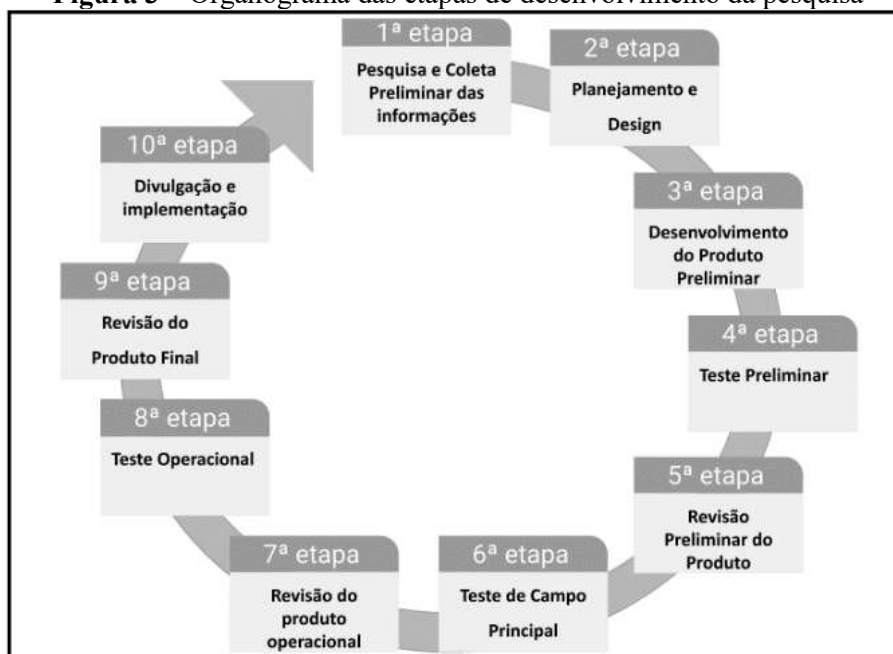 Figura – Organograma das etapas de desenvolvimento da pesquisa
1ª etapa
Pesquisa e Coleta
Preliminar das
informações
2ª etapa
Planejamento e
Design
3ª etapa
Desenvolvimento
do Produto
Preliminar
4ª etapa
Teste Preliminar
5ª etapa
Revisão
Preliminar do
Produto
6ª etapa
Teste de Campo
Principal
7ª etapa
Revisão do
produto
operacional
8ª etapa
Teste Operacional
9ª etapa
Revisão do
Produto Final
10ª etapa
Divulgação e
implementação